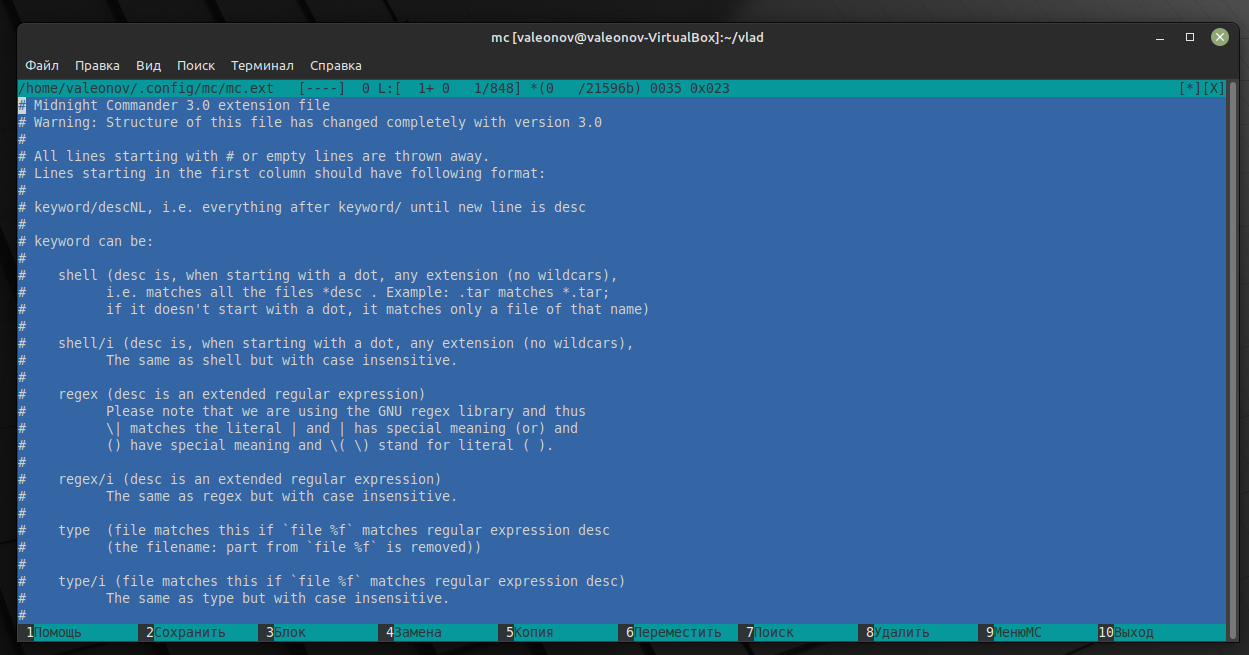 mc [valeonov@valeonov-VirtualBox]:~/vlad
Файл Правка Вид Поиск Терминал Справка
/home/valeonov/.config/mc/mc.ext   [----]  0 L:[  1+ 0   1/848] *(0   /21596b) 0035 0x023 [*][X]
# Midnight Commander 3.0 extension file
# Warning: Structure of this file has changed completely with version 3.0
#
# All lines starting with # or empty lines are thrown away.
# Lines starting in the first column should have following format:
#
# keyword/descNL, i.e. everything after keyword/ until new line is desc
#
# keyword can be:
#
#    shell (desc is, when starting with a dot, any extension (no wildcars),
#          i.e. matches all the files *desc . Example: .tar matches *.tar;
#          if it doesn't start with a dot, it matches only a file of that name)
#
#    shell/i (desc is, when starting with a dot, any extension (no wildcars),
#          The same as shell but with case insensitive.
#
#    regex (desc is an extended regular expression)
#          Please note that we are using the GNU regex library and thus
#          \| matches the literal | and | has special meaning (or) and
#          () have special meaning and \( \) stand for literal ( ).
#
#    regex/i (desc is an extended regular expression)
#          The same as regex but with case insensitive.
#
#    type  (file matches this if `file %f` matches regular expression desc
#          (the filename: part from `file %f` is removed))
#
#    type/i (file matches this if `file %f` matches regular expression desc)
#          The same as type but with case insensitive.
#
1Помощь 2Сохранить 3Блок 4Замена 5Копия 6Переместить 7Поиск 8Удалить 9МенюМС 10Выход